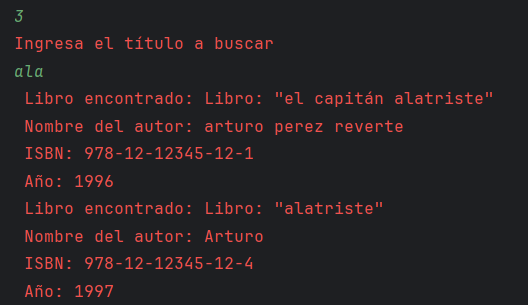 3
Ingresa el título a buscar
ala
Libro encontrado: Libro: "el capitán alatriste"
Nombre del autor: arturo perez reverte
ISBN: 978-12-12345-12-1
Año: 1996
Libro encontrado: Libro: "alatriste"
Nombre del autor: Arturo
ISBN: 978-12-12345-12-4
Año: 1997